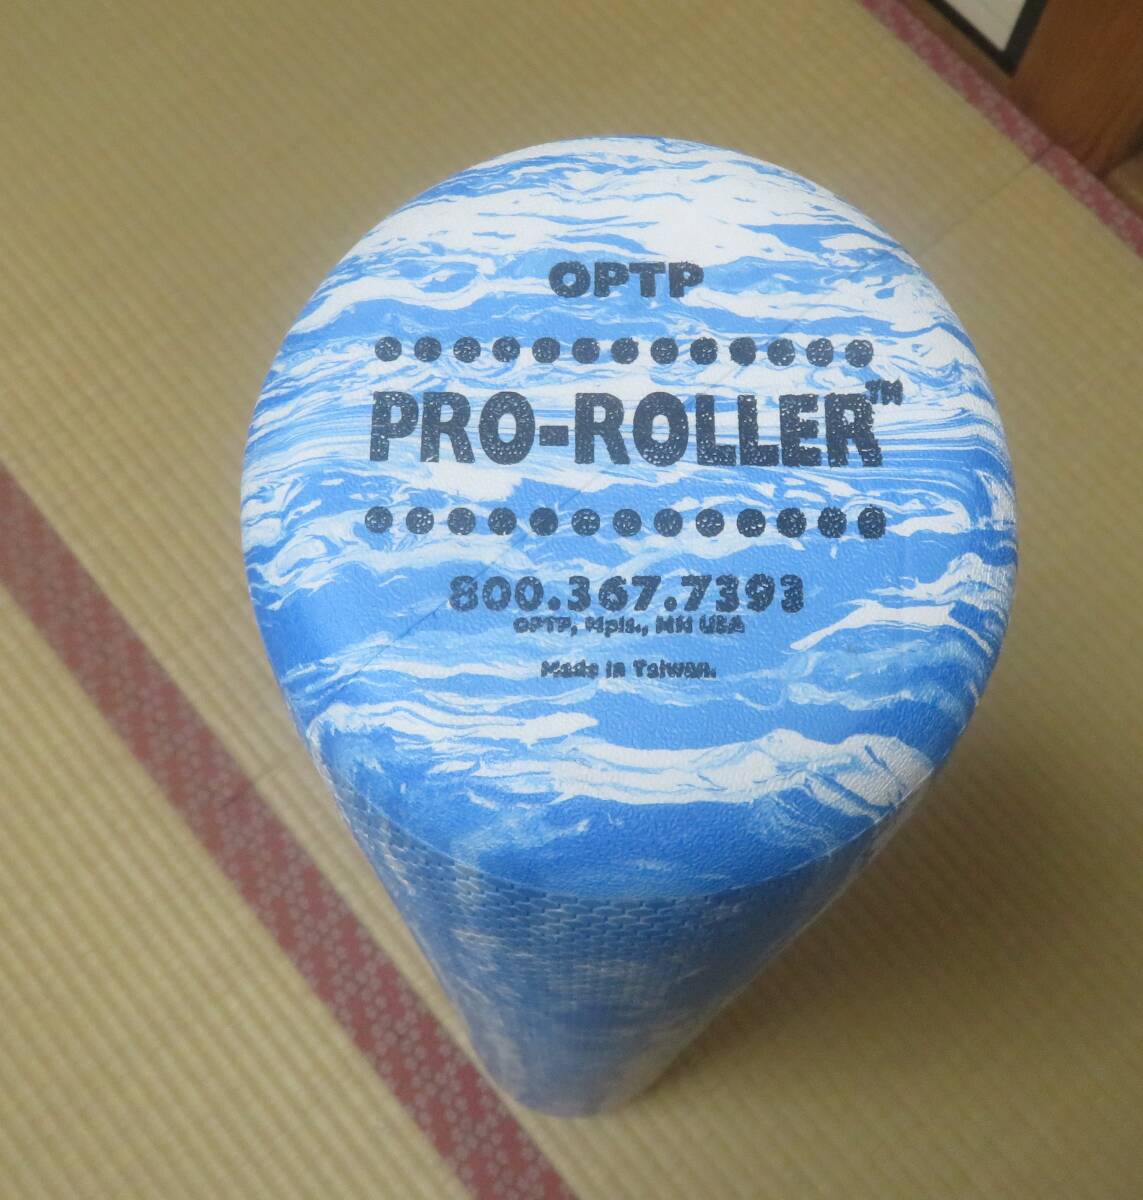 OPTP
PRO-ROLLER™
800.367.7393
OPTP, Mpls., MN USA
Made in Taiwan.